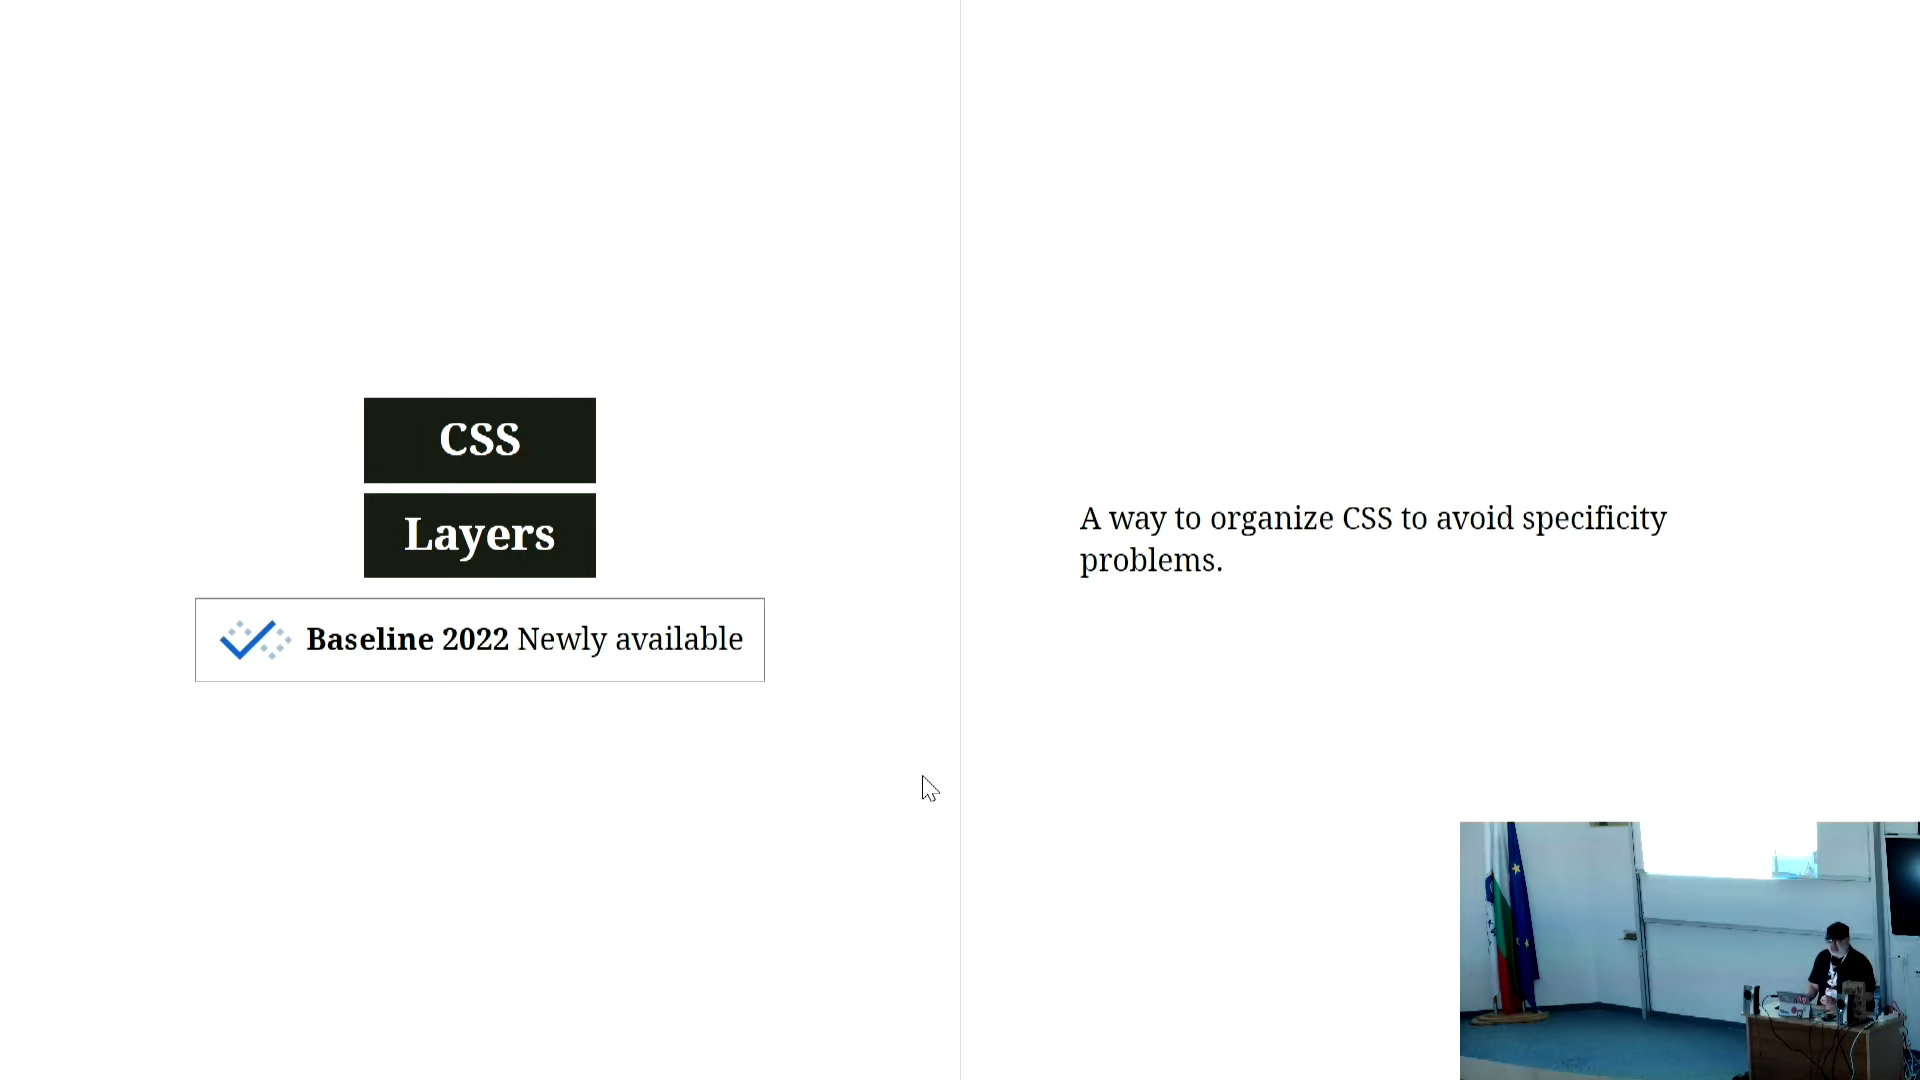 CSS
Layers
Baseline 2022 Newly available
A way to organize CSS to avoid specificity
problems.